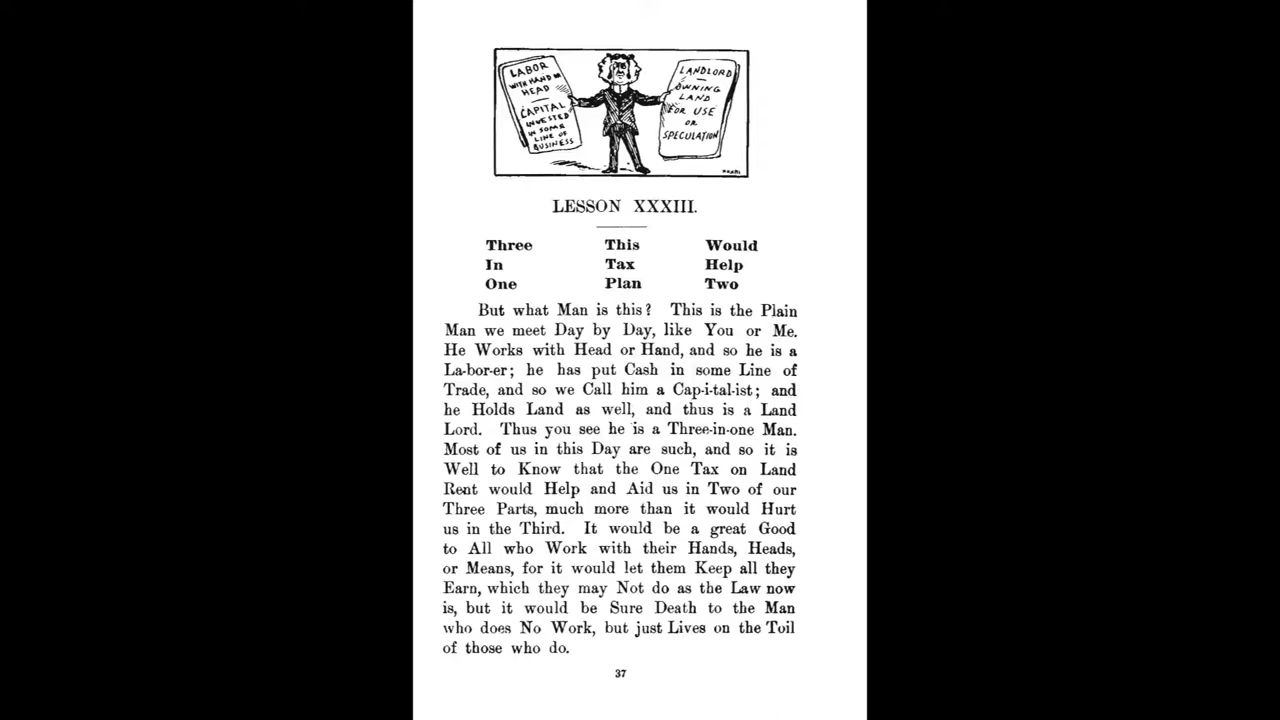 LABOR
WITH HAND OR
HEAD
CAPITAL
INVESTED
IN SOME
LINE OF
BUSINESS
LANDLORD
OWNING
LAND
FOR USE
OR
SPECULATION
LESSON XXXIII.
Three This Would
In Tax Help
One Plan Two
But what Man is this? This is the Plain
Man we meet Day by Day, like You or Me.
He Works with Head or Hand, and so he is a
La-bor-er; he has put Cash in some Line of
Trade, and so we Call him a Cap-i-tal-ist; and
he Holds Land as well, and thus is a Land
Lord. Thus you see he is a Three-in-one Man.
Most of us in this Day are such, and so it is
Well to Know that the One Tax on Land
Rent would Help and Aid us in Two of our
Three Parts, much more than it would Hurt
us in the Third. It would be a great Good
to All who Work with their Hands, Heads,
or Means, for it would let them Keep all they
Earn, which they may Not do as the Law now
is, but it would be Sure Death to the Man
who does No Work, but just Lives on the Toil
of those who do.
37